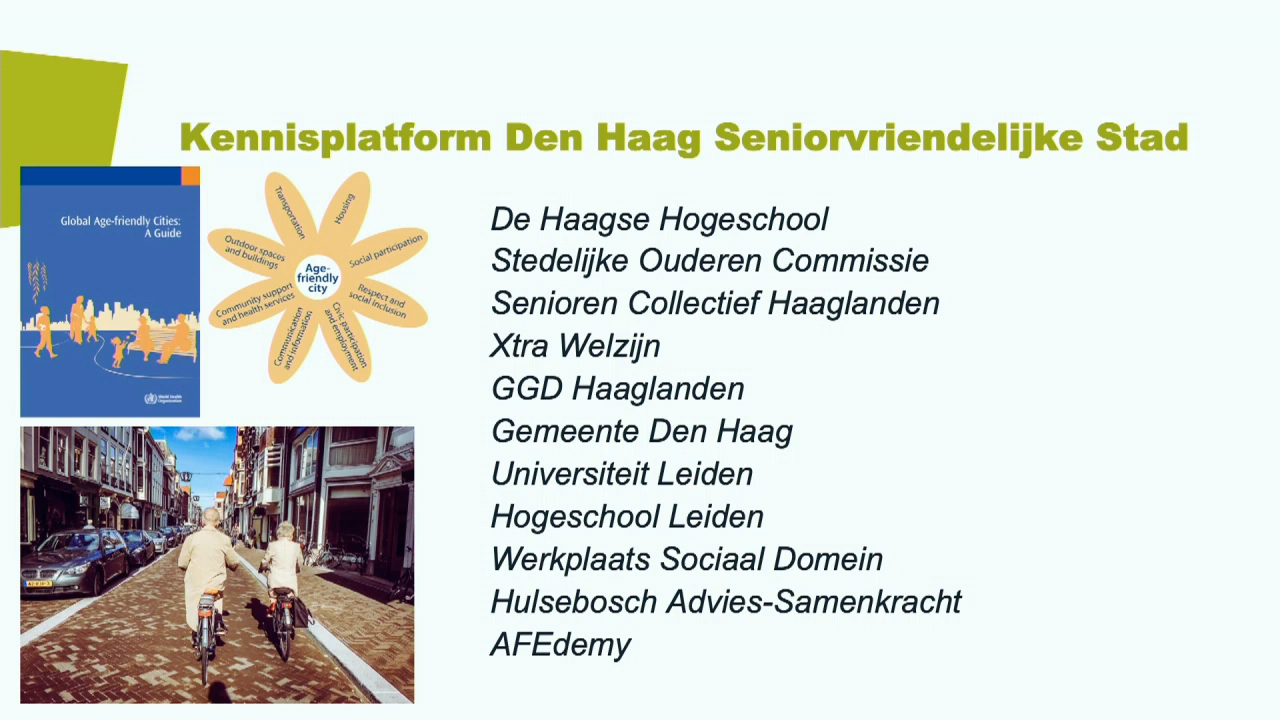 Kennisplatform Den Haag Seniorvriendelijke Stad
Global Age-friendly Cities:
A Guide
World Health
Organization
Transportation
Housing
Outdoor spaces
and buildings
Social participation
Age-
friendly
city
Community support
and health services
Respect and
social inclusion
Communication
and information
Civic participation
and employment
De Haagse Hogeschool
Stedelijke Ouderen Commissie
Senioren Collectief Haaglanden
Xtra Welzijn
GGD Haaglanden
Gemeente Den Haag
Universiteit Leiden
Hogeschool Leiden
Werkplaats Sociaal Domein
Hulsebosch Advies-Samenkracht
AFEdemy